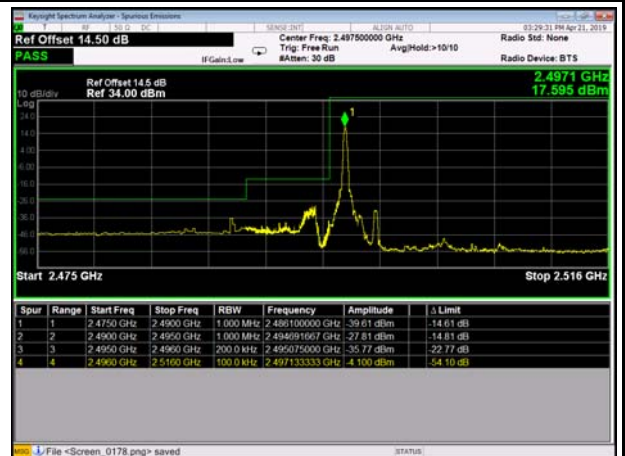 Keysight Spectrum Analyzer - Spurious Emissions
T RF 50 Ω DC SENSE:INT ALIGN AUTO 03:29:31 PM Apr 21, 2019
Ref Offset 14.50 dB Center Freq: 2.497500000 GHz Radio Std: None
Trig: Free Run Avg|Hold:>10/10
PASS IFGain:Low #Atten: 30 dB Radio Device: BTS
Ref Offset 14.5 dB 2.4971 GHz
10 dB/div Ref 34.00 dBm 17.595 dBm
Log
24.0
14.0
4.00
-6.00
-16.0
-26.0
-36.0
-46.0
-56.0
1
Start 2.475 GHz Stop 2.516 GHz
Spur Range Start Freq Stop Freq RBW Frequency Amplitude Δ Limit
1 1 2.4750 GHz 2.4900 GHz 1.000 MHz 2.486100000 GHz -39.61 dBm -14.61 dB
2 2 2.4900 GHz 2.4950 GHz 1.000 MHz 2.494691667 GHz -27.81 dBm -14.81 dB
3 3 2.4950 GHz 2.4960 GHz 200.0 kHz 2.495075000 GHz -35.77 dBm -22.77 dB
4 4 2.4960 GHz 2.5160 GHz 100.0 kHz 2.497133333 GHz -4.100 dBm -54.10 dB
MSG File <Screen_0178.png> saved STATUS